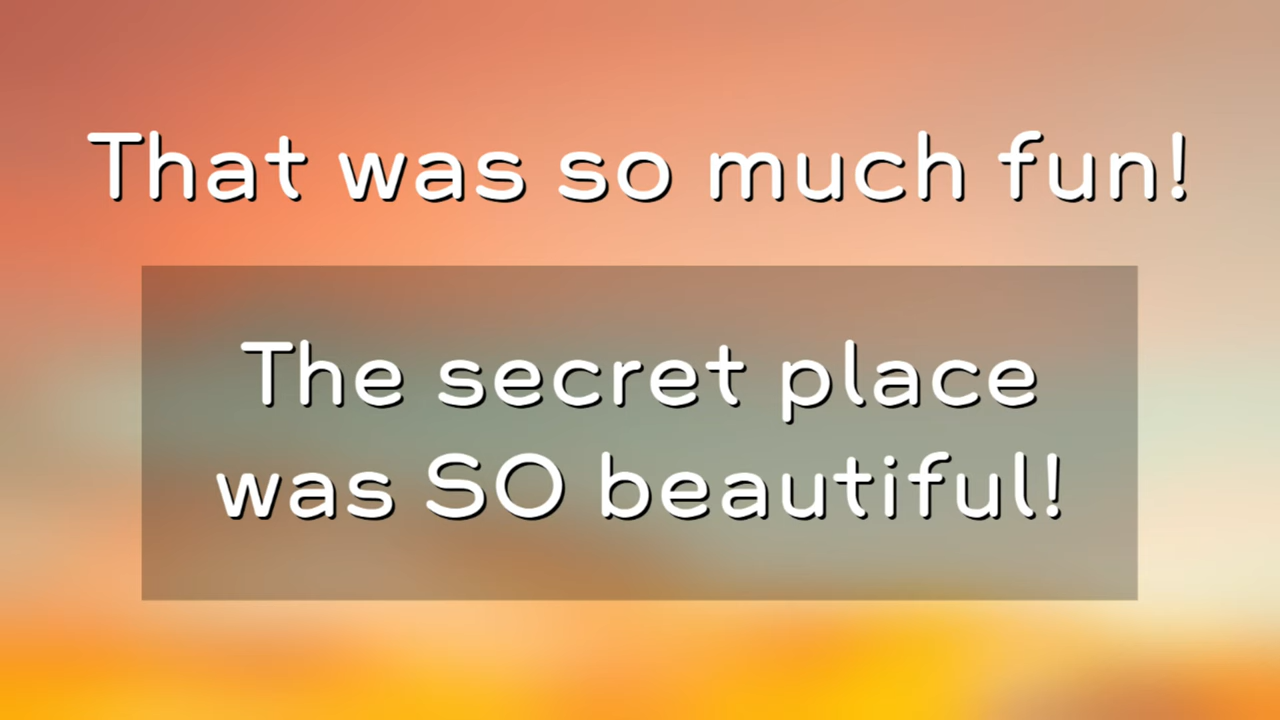 That was so much fun!
The secret place
was SO beautiful!